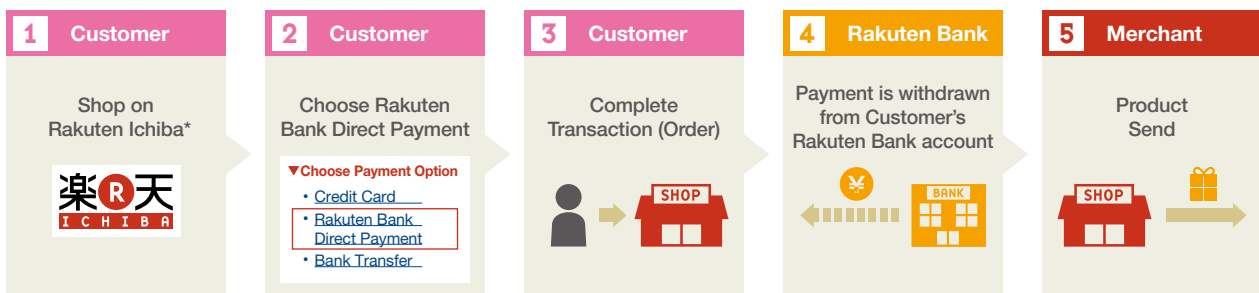 1 Customer
Shop on
Rakuten Ichiba*
楽R天
ICHIBA
2 Customer
Choose Rakuten
Bank Direct Payment
▼Choose Payment Option
• Credit Card
• Rakuten Bank
Direct Payment
• Bank Transfer
3 Customer
Complete
Transaction (Order)
SHOP
4 Rakuten Bank
Payment is withdrawn
from Customer's
Rakuten Bank account
¥
BANK
5 Merchant
Product
Send
SHOP